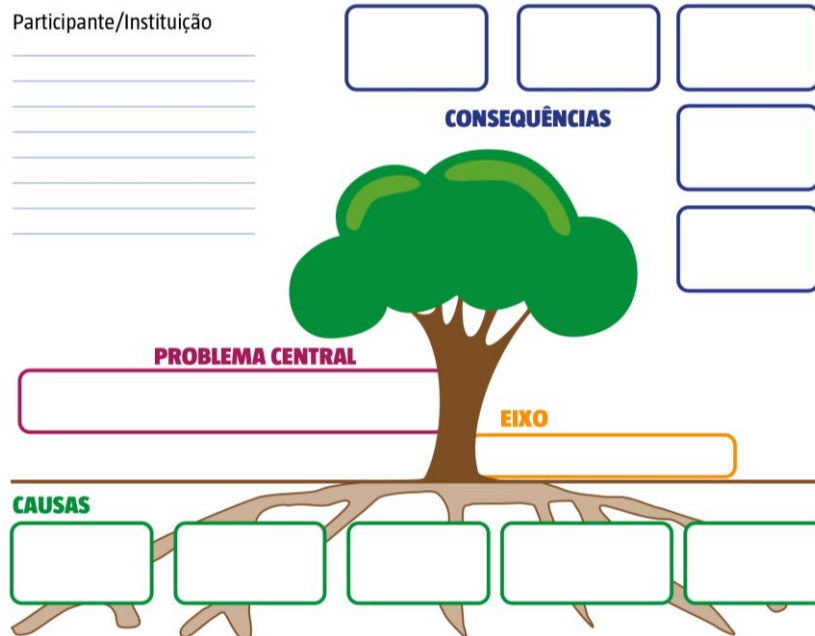 Participante/Instituição
CONSEQUÊNCIAS
PROBLEMA CENTRAL
EIXO
CAUSAS